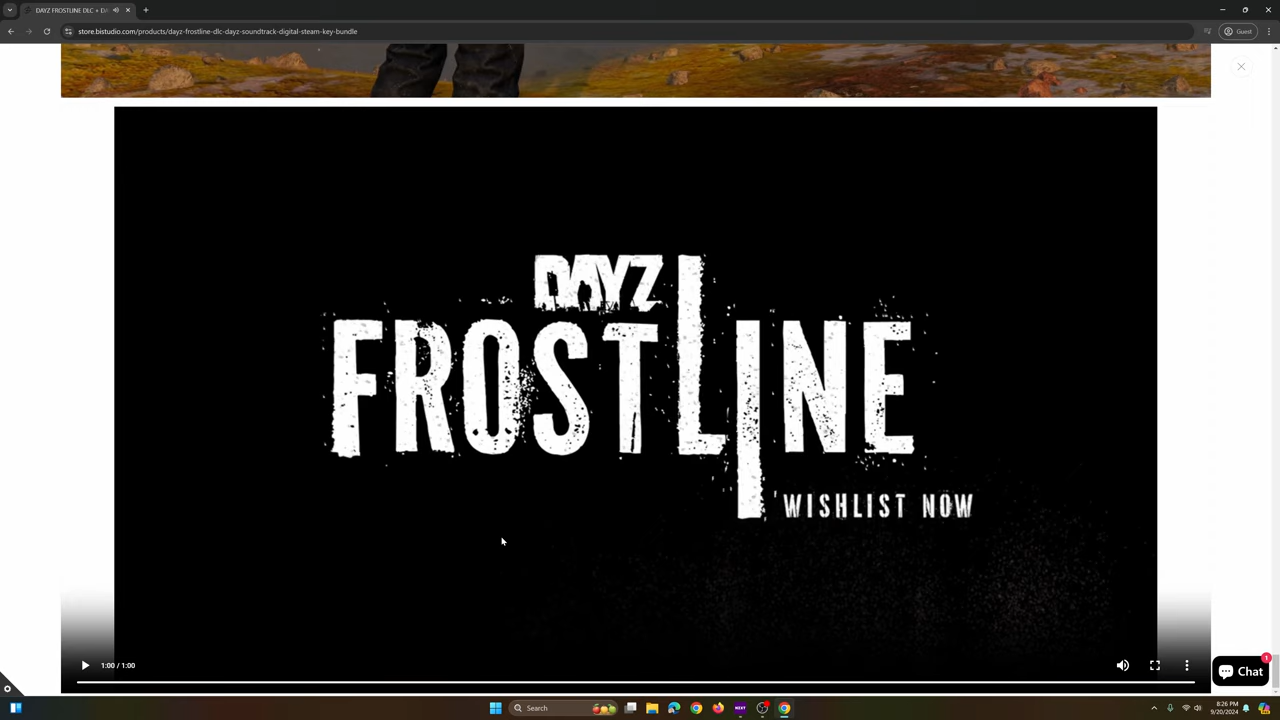 DAYZ FROSTLINE DLC + DA
store.bistudio.com/products/dayz-frostline-dlc-dayz-soundtrack-digital-steam-key-bundle
Guest
DAYZ
FROSTLINE
WISHLIST NOW
1:00 / 1:00
1
Chat
Search
NEXT
8:26 PM
9/20/2024